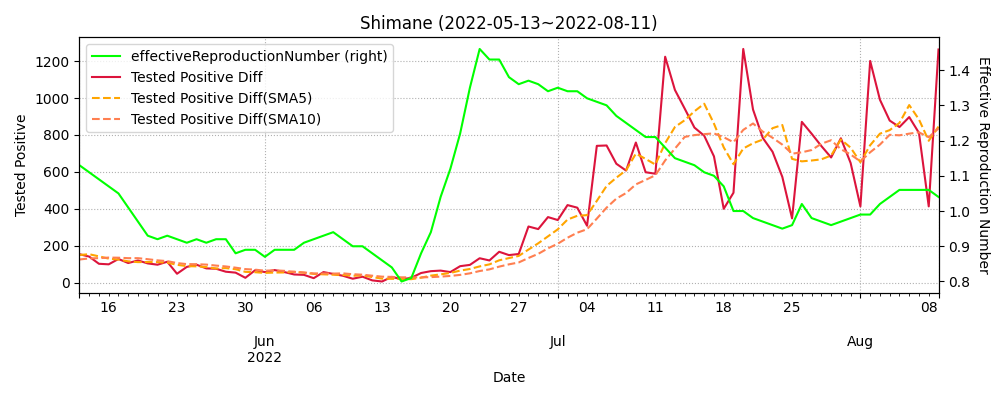 Shimane (2022-05-13~2022-08-11)
effectiveReproductionNumber (right)
Tested Positive Diff
Tested Positive Diff(SMA5)
Tested Positive Diff(SMA10)
Tested Positive
1200
1000
800
600
400
200
0
1.4
1.3
1.2
1.1
1.0
0.9
0.8
Effective Reproduction Number
16 23 30 06 13 20 27 04 11 18 25 08
Jun Jul Aug
2022
Date